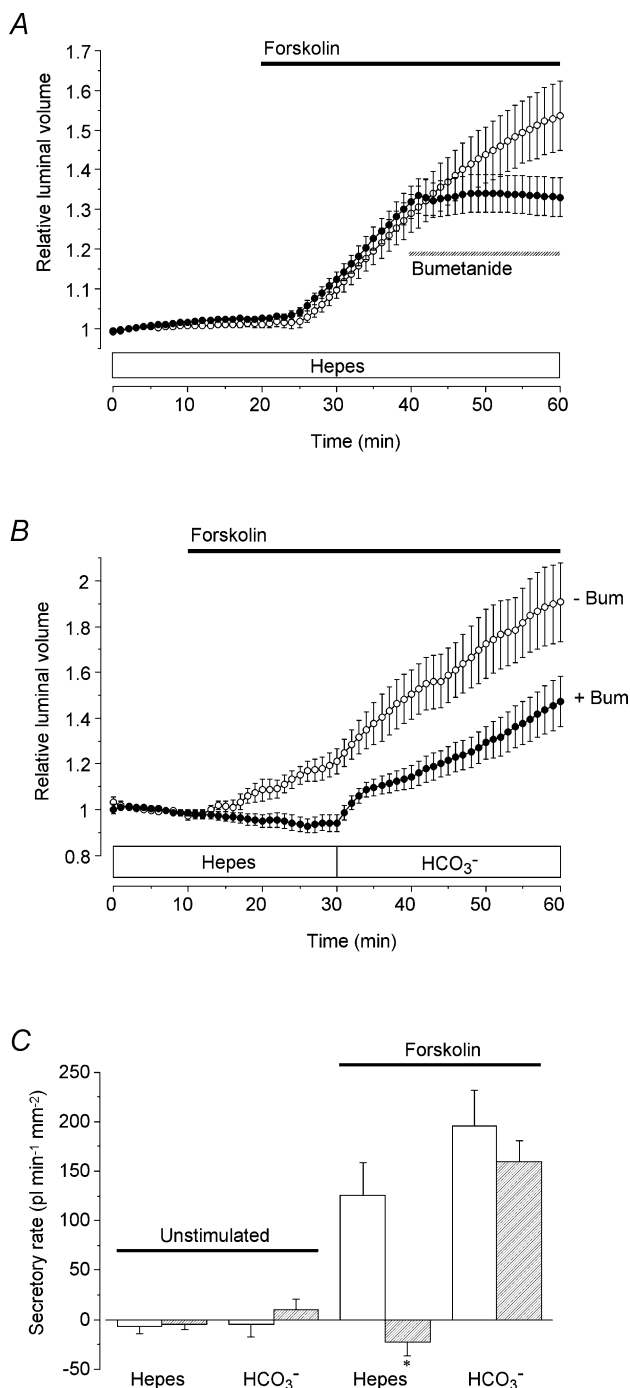 A
Forskolin
1.7
1.6
1.5
1.4
1.3
1.2
1.1
1
Relative luminal volume
Bumetanide
Hepes
0 10 20 30 40 50 60
Time (min)
B
Forskolin
2
1.8
1.6
1.4
1.2
1
0.8
Relative luminal volume
- Bum
+ Bum
Hepes HCO₃⁻
0 10 20 30 40 50 60
Time (min)
C
Forskolin
250
200
150
100
50
0
-50
Secretory rate (pl min⁻¹ mm⁻²)
Unstimulated
*
Hepes HCO₃⁻ Hepes HCO₃⁻